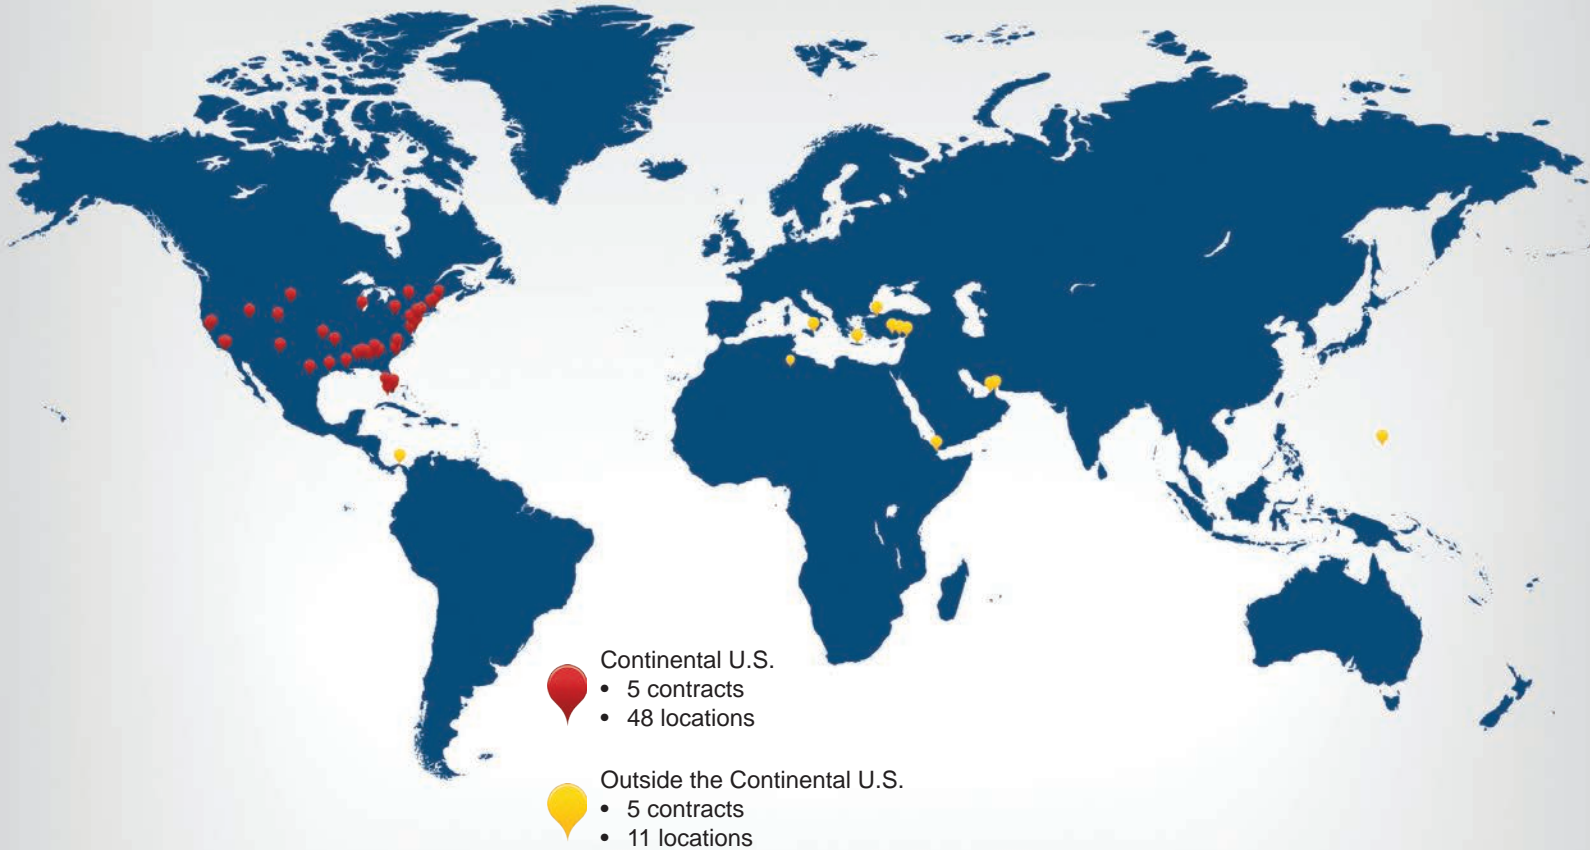 Continental U.S.
• 5 contracts
• 48 locations
Outside the Continental U.S.
• 5 contracts
• 11 locations